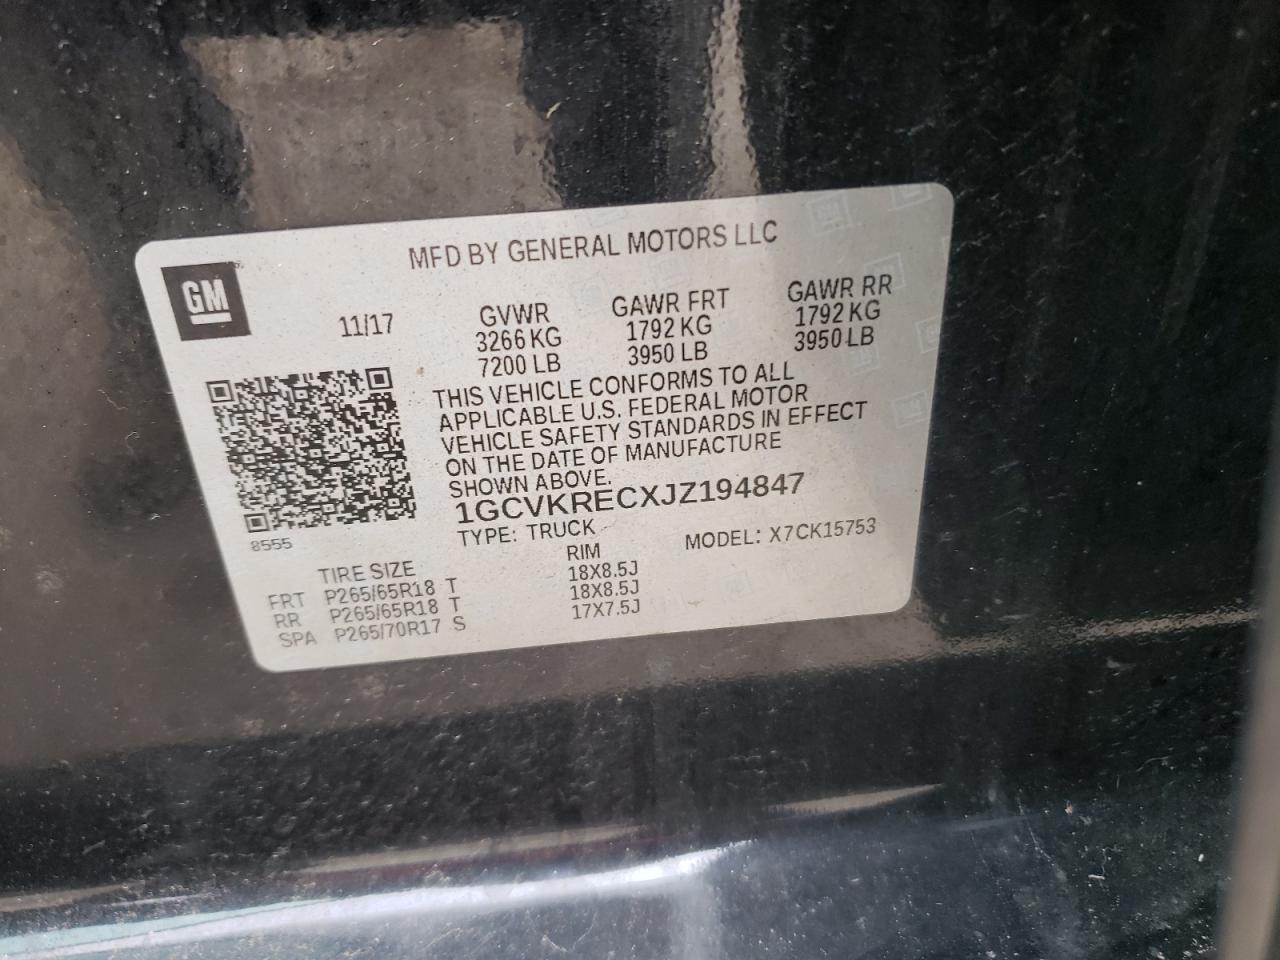 MFD BY GENERAL MOTORS LLC
GM
11/17
GVWR
3266 KG
7200 LB
GAWR FRT
1792 KG
3950 LB
GAWR RR
1792 KG
3950 LB
THIS VEHICLE CONFORMS TO ALL
APPLICABLE U.S. FEDERAL MOTOR
VEHICLE SAFETY STANDARDS IN EFFECT
ON THE DATE OF MANUFACTURE
SHOWN ABOVE.
1GCVKRECXJZ194847
TYPE: TRUCK
MODEL: X7CK15753
8555
TIRE SIZE RIM
FRT P265/65R18 T 18X8.5J
RR P265/65R18 T 18X8.5J
SPA P265/70R17 S 17X7.5J